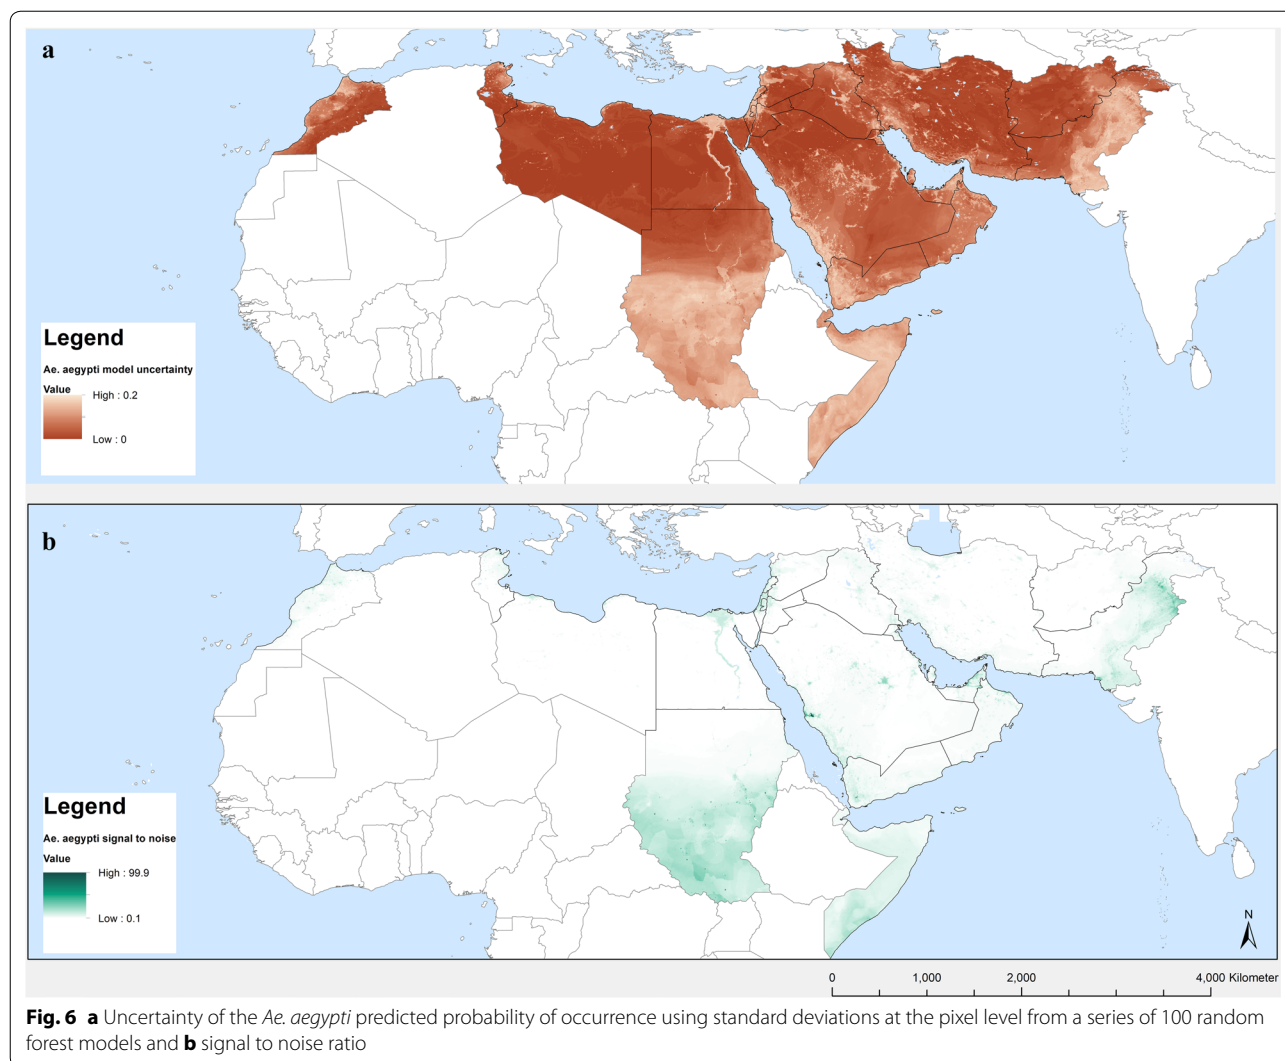 a
Legend
Ae. aegypti model uncertainty
Value
High : 0.2
Low : 0
b
Legend
Ae. aegypti signal to noise
Value
High : 99.9
Low : 0.1
N
0 1,000 2,000 4,000 Kilometer
Fig. 6 a Uncertainty of the Ae. aegypti predicted probability of occurrence using standard deviations at the pixel level from a series of 100 random
forest models and b signal to noise ratio